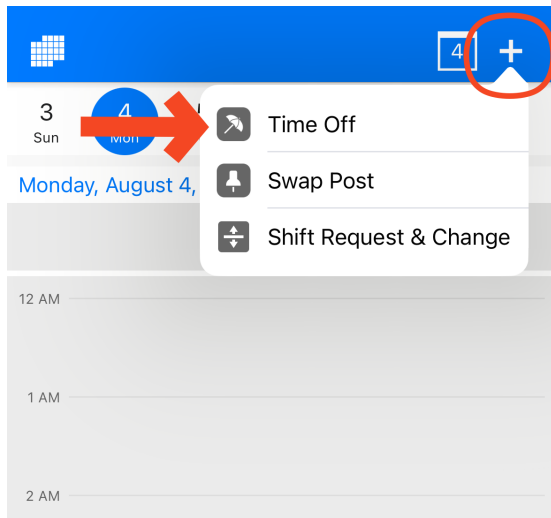 4
3
4
Sun
Mon
Time Off
Monday, August 4,
Swap Post
Shift Request & Change
12 AM
1 AM
2 AM